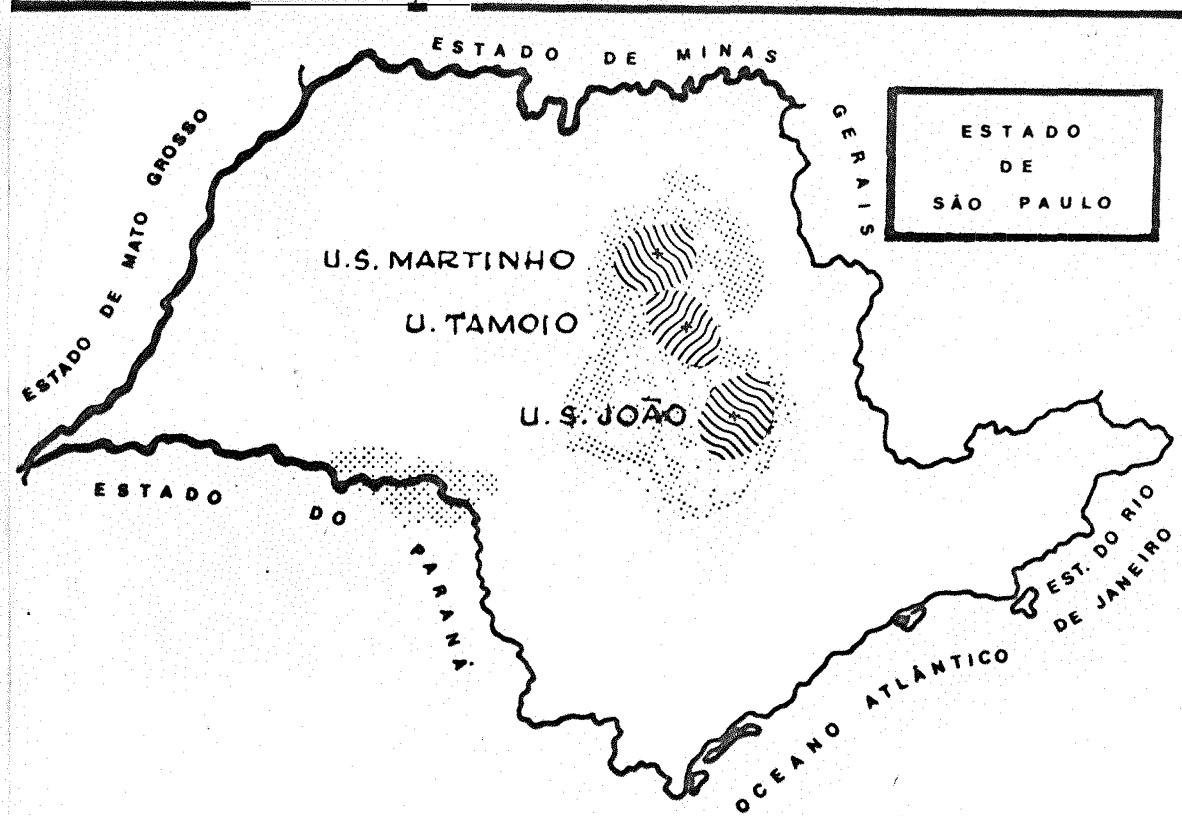 ESTADO DE MINAS
GERAIS
ESTADO DE MATO GROSSO
ESTADO
DE
SÃO PAULO
U.S. MARTINHO
U. TAMOIO
U. S. JOÃO
ESTADO DO
PARANÁ
EST. DO RIO
DE JANEIRO
OCEANO ATLÂNTICO